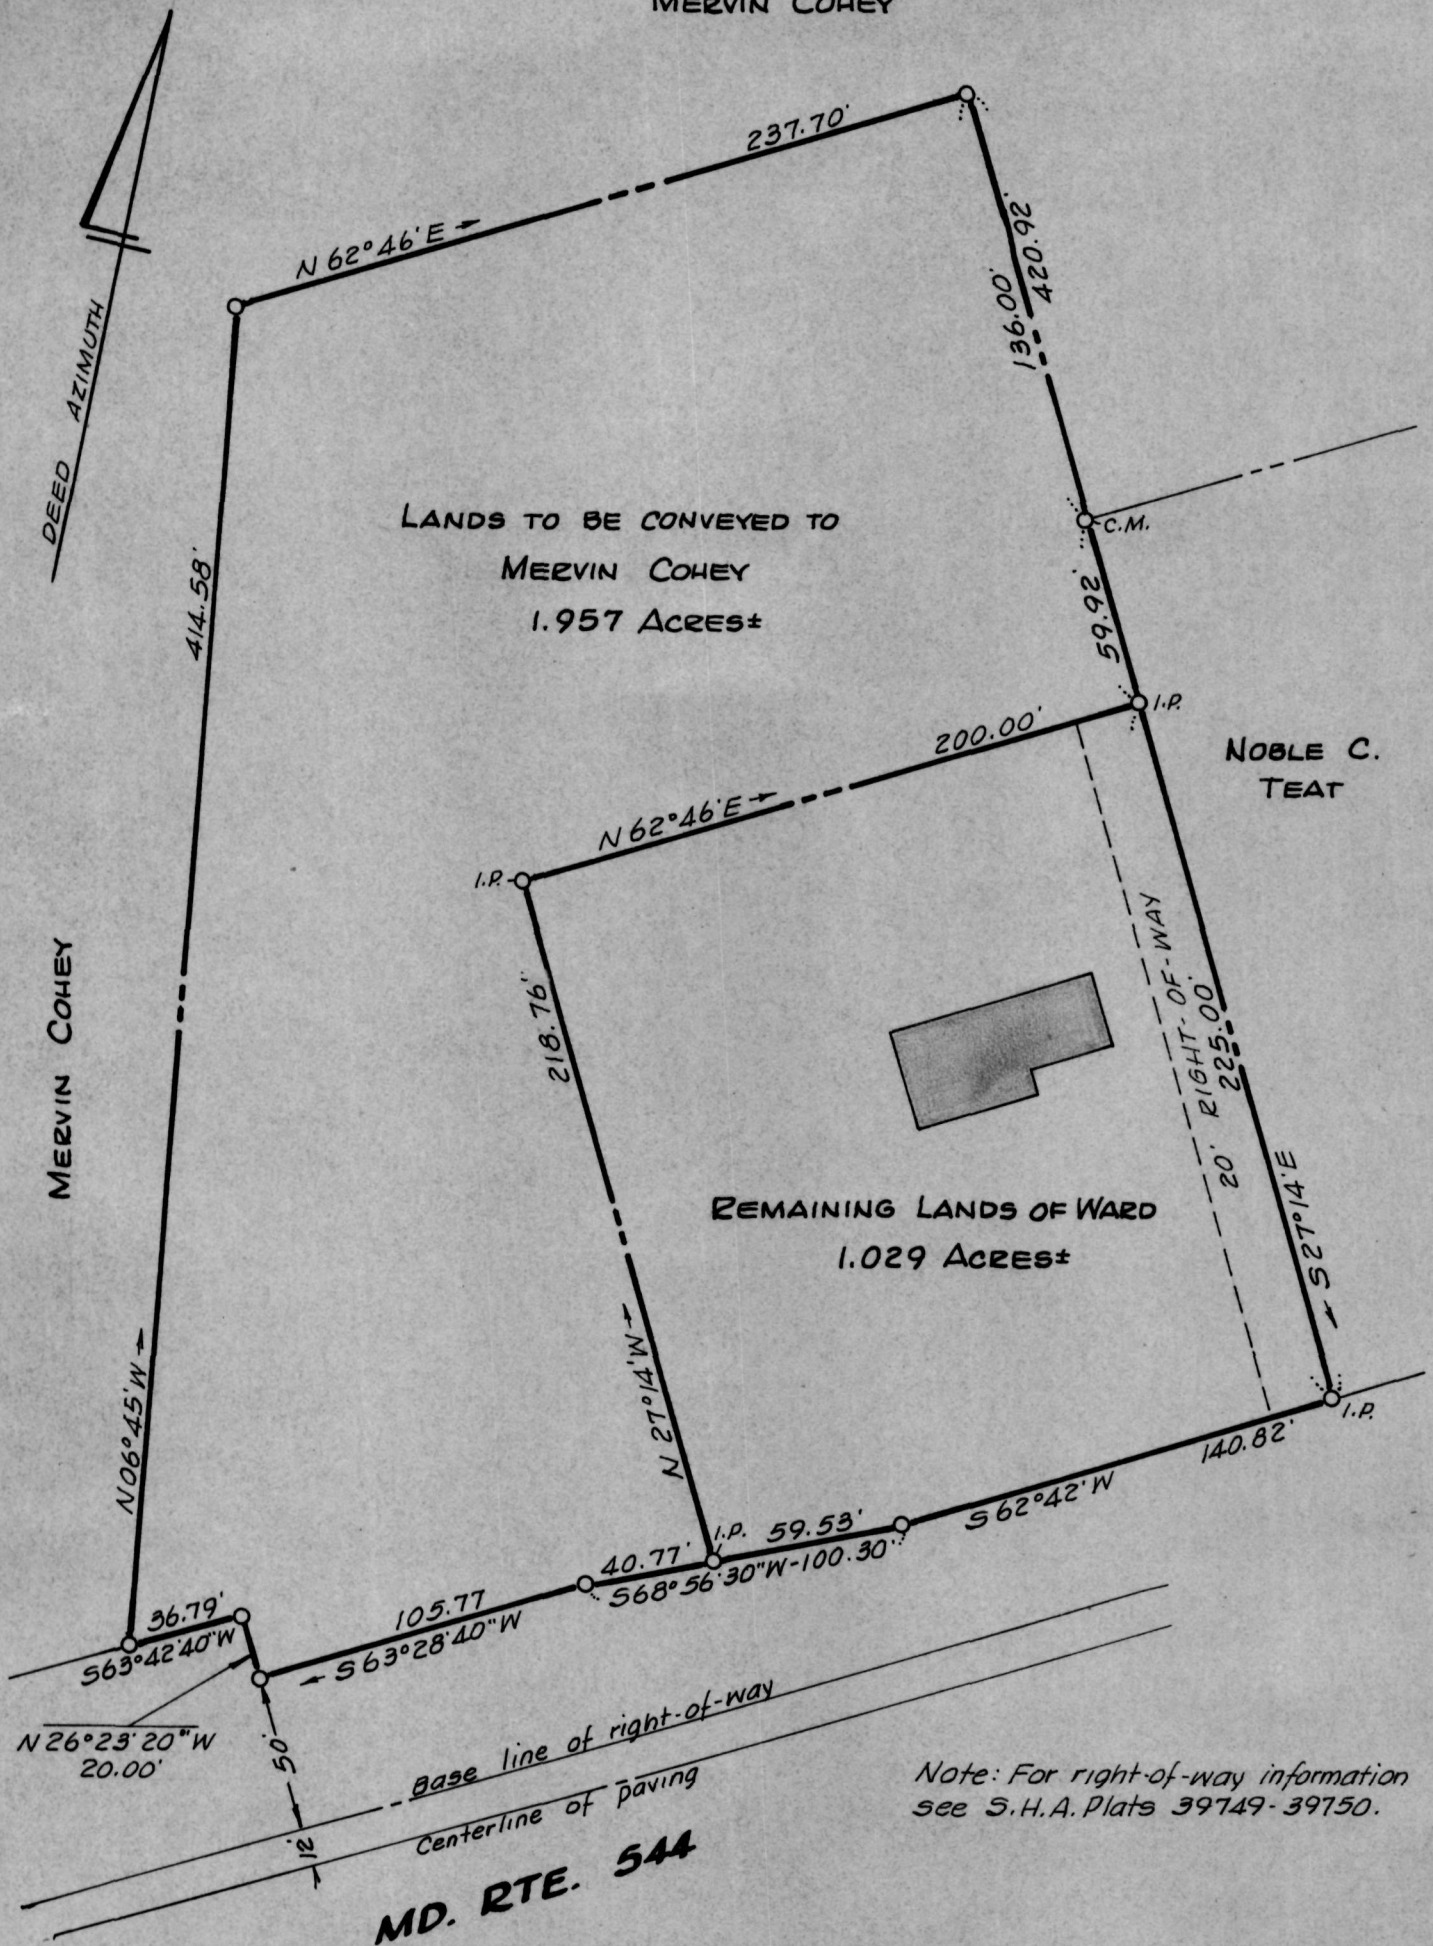 MERVIN COHEY
237.70'
N 62°46'E
420.92'
136.00'
DEED AZIMUTH
414.58'
LANDS TO BE CONVEYED TO
MERVIN COHEY
1.957 ACRES±
C.M.
59.92'
I.P.
200.00'
NOBLE C.
TEAT
N 62°46'E
I.P.
MERVIN COHEY
218.76'
20' RIGHT-OF-WAY
225.00'
S 27°14'E
REMAINING LANDS OF WARD
1.029 ACRES±
N 27°14'W
N06°45'W
I.P.
140.82'
S 62°42'W
I.P.
59.53'
40.77'
S68°56'30"W-100.30'
105.77
S 63°28'40"W
36.79'
S63°42'40"W
N 26°23'20"W
20.00'
50'
12'
Base line of right-of-way
Centerline of paving
MD. RTE. 544
Note: For right-of-way information
see S.H.A. Plats 39749-39750.